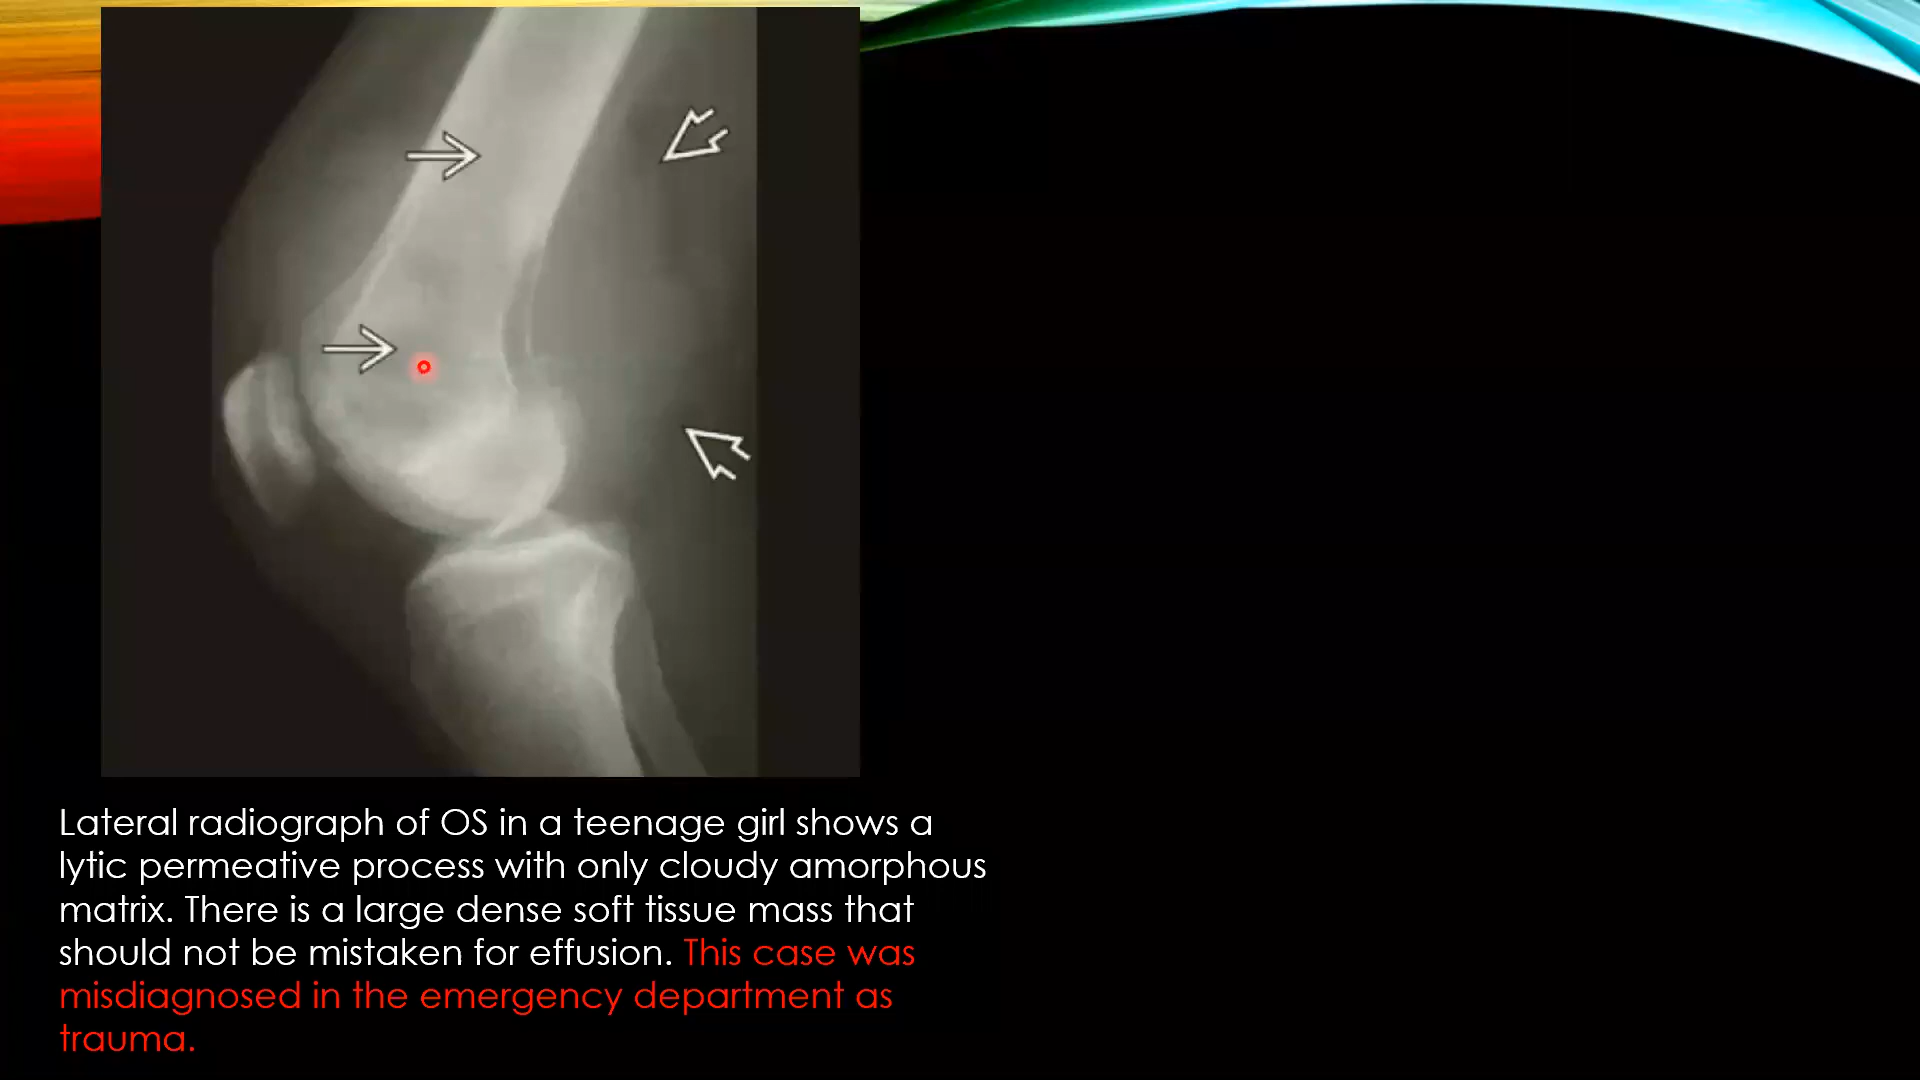 Lateral radiograph of OS in a teenage girl shows a
lytic permeative process with only cloudy amorphous
matrix. There is a large dense soft tissue mass that
should not be mistaken for effusion. This case was
misdiagnosed in the emergency department as
trauma.